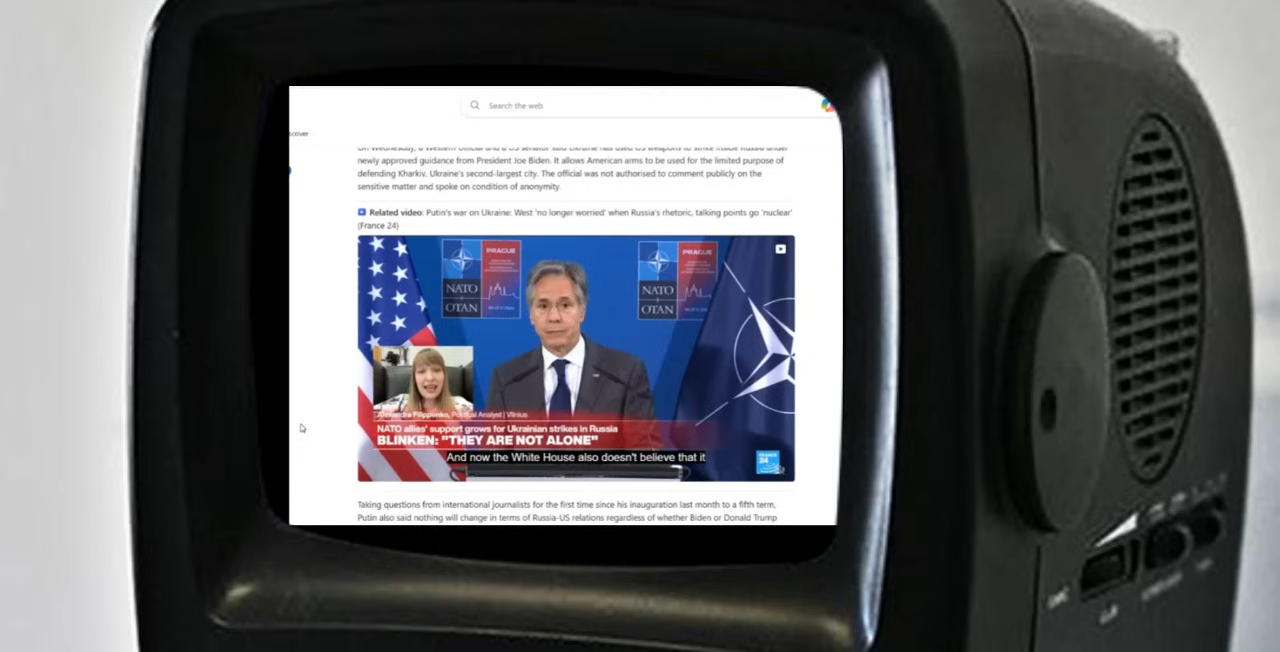 Search the web
scover
On Wednesday, a Western official and a US senator said Ukraine has used US weapons to strike inside Russia under
newly approved guidance from President Joe Biden. It allows American arms to be used for the limited purpose of
defending Kharkiv, Ukraine's second-largest city. The official was not authorised to comment publicly on the
sensitive matter and spoke on condition of anonymity.
Related video: Putin's war on Ukraine: West 'no longer worried' when Russia's rhetoric, talking points go 'nuclear'
(France 24)
PRAGUE
NATO
OTAN
PRAGUE
NATO
OTAN
Alexandra Filippenko, Political Analyst | Vilnius
NATO allies' support grows for Ukrainian strikes in Russia
BLINKEN: "THEY ARE NOT ALONE"
And now the White House also doesn't believe that it
FRANCE
24
Taking questions from international journalists for the first time since his inauguration last month to a fifth term,
Putin also said nothing will change in terms of Russia-US relations regardless of whether Biden or Donald Trump